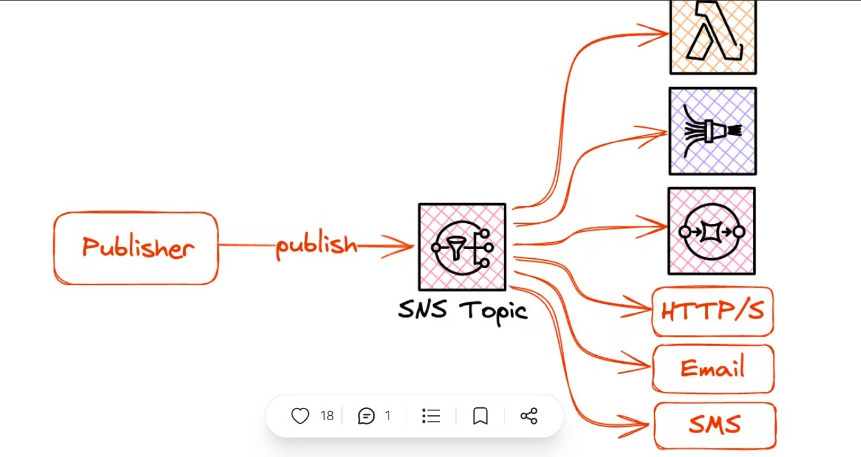 Publisher
publish
SNS Topic
HTTP/S
Email
SMS
18
1